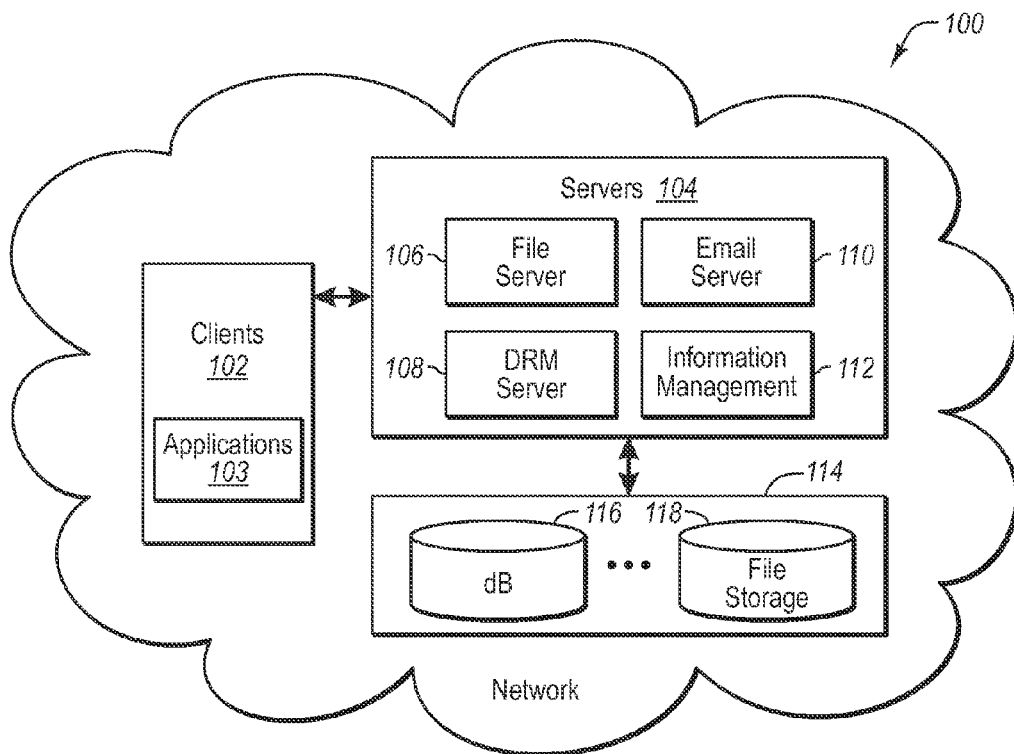 100
Servers 104
106
File
Server
Email
Server
110
Clients
102
108
DRM
Server
Information
Management
112
Applications
103
114
116
118
dB
File
Storage
Network